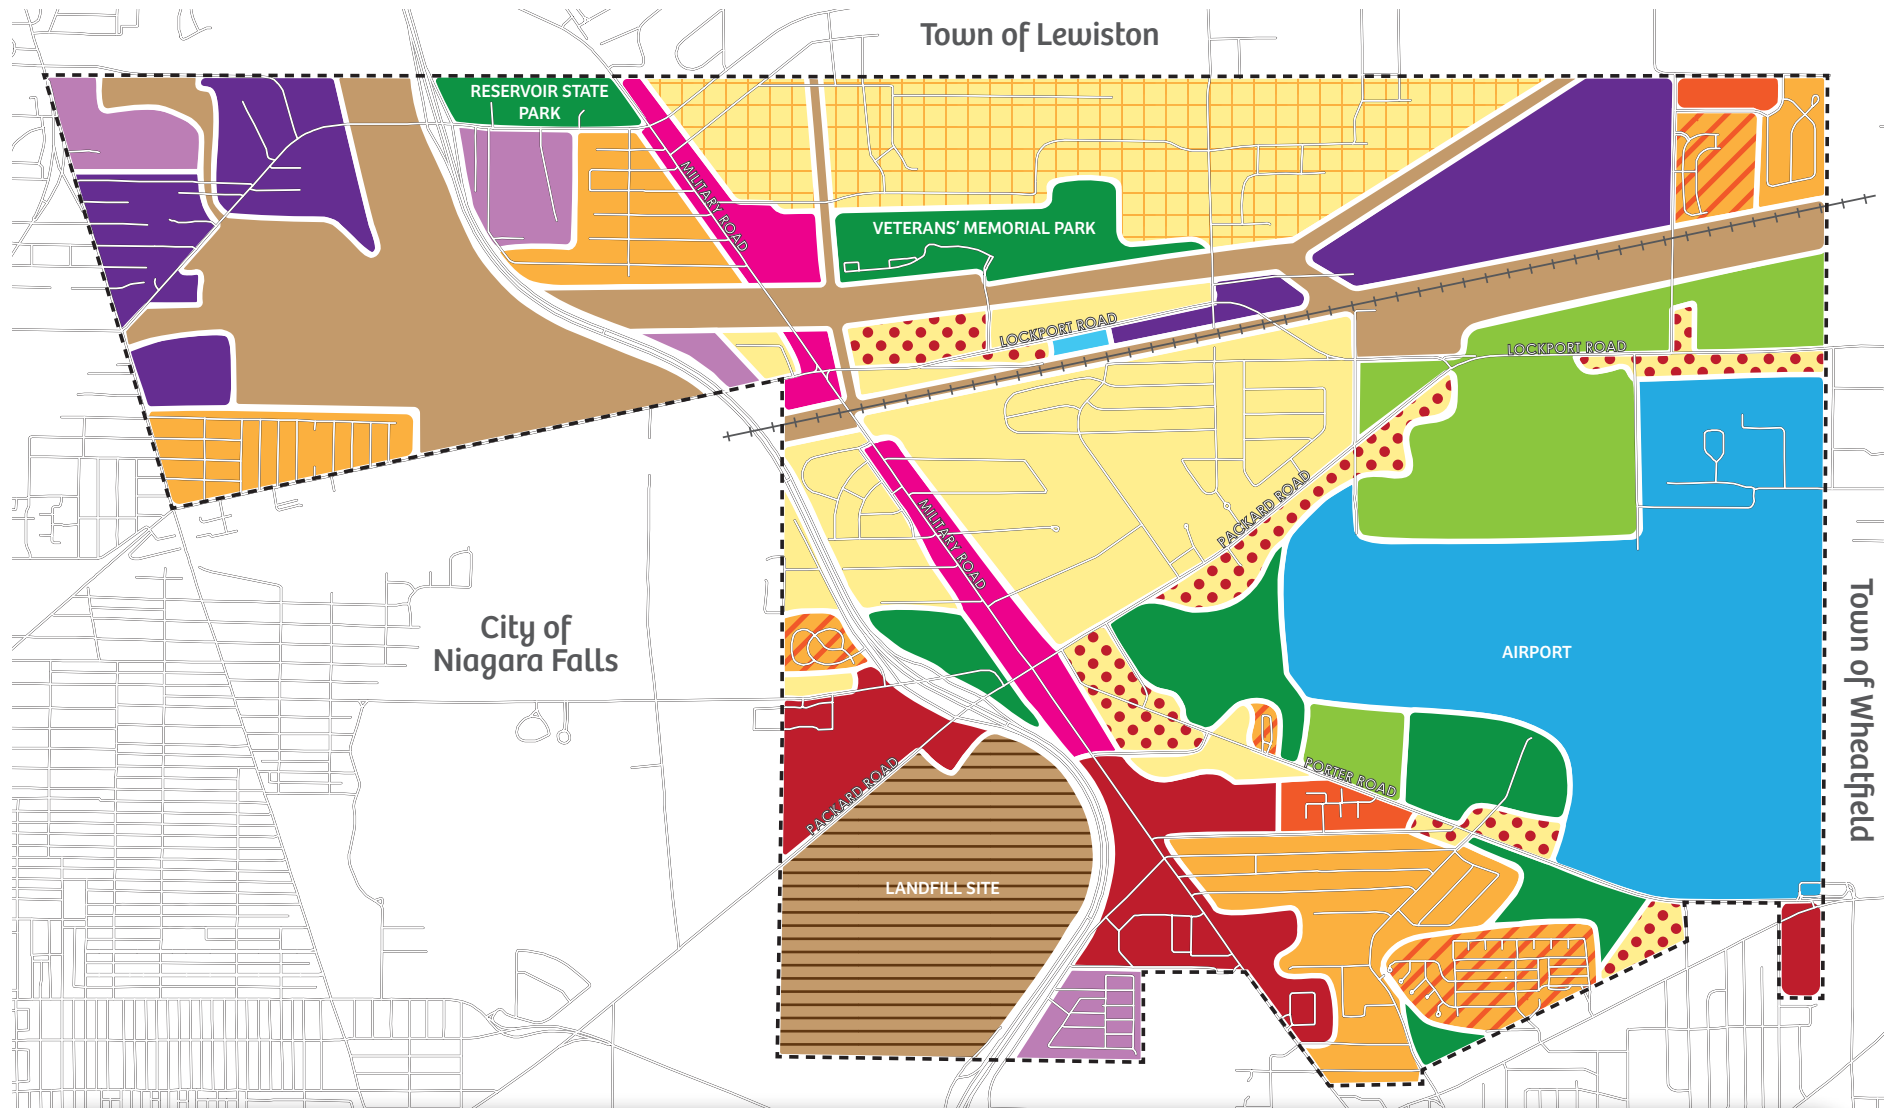 Town of Lewiston
RESERVOIR STATE
PARK
MILITARY ROAD
VETERANS' MEMORIAL PARK
LOCKPORT ROAD
LOCKPORT ROAD
PACKARD ROAD
MILITARY ROAD
City of
Niagara Falls
AIRPORT
Town of Wheatfield
PORTER ROAD
PACKARD ROAD
LANDFILL SITE